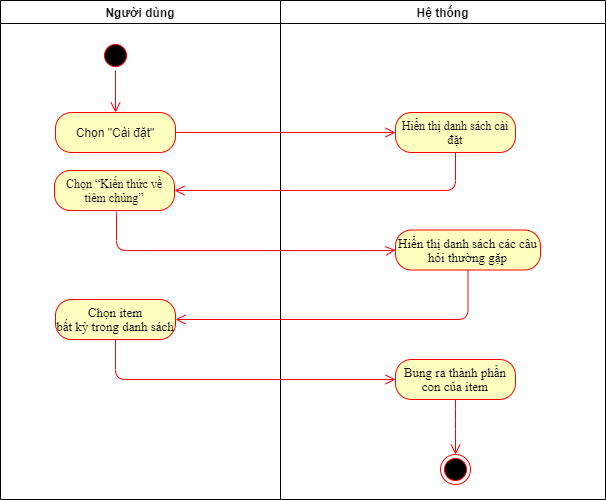 Người dùng
Hệ thống
Chọn "Cài đặt"
Hiển thị danh sách cài
đặt
Chọn “Kiến thức về
tiêm chủng”
Hiển thị danh sách các câu
hỏi thường gặp
Chọn item
bất kỳ trong danh sách
Bung ra thành phần
con của item